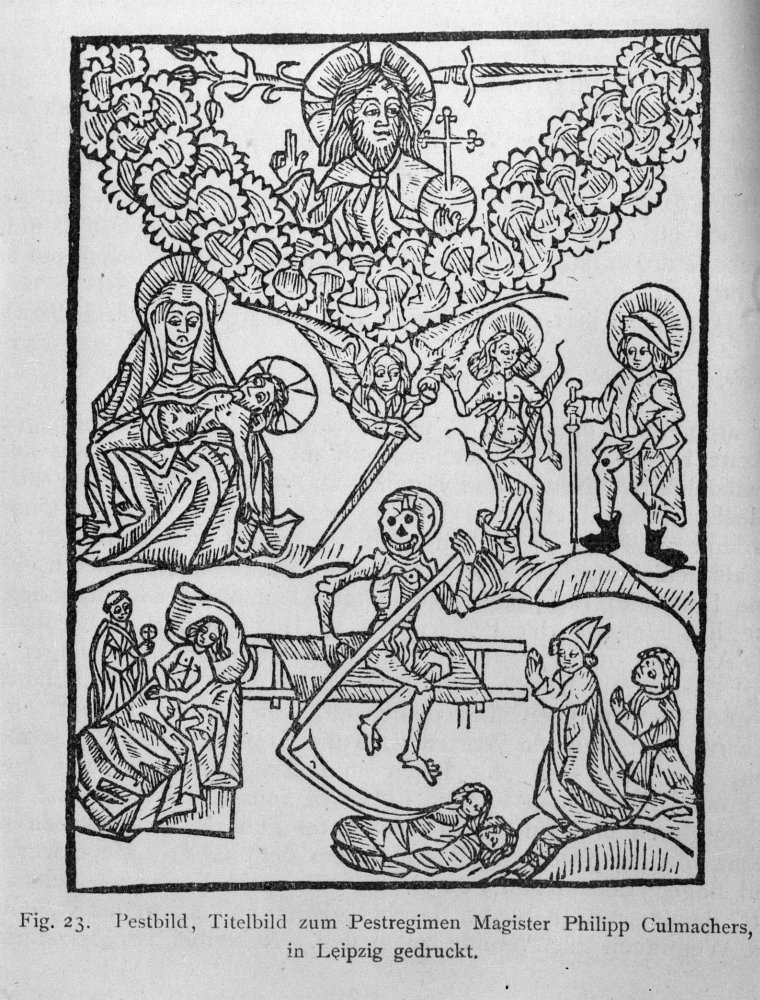 Fig. 23. Pestbild, Titelbild zum Pestregimen Magister Philipp Culmachers,
in Leipzig gedruckt.